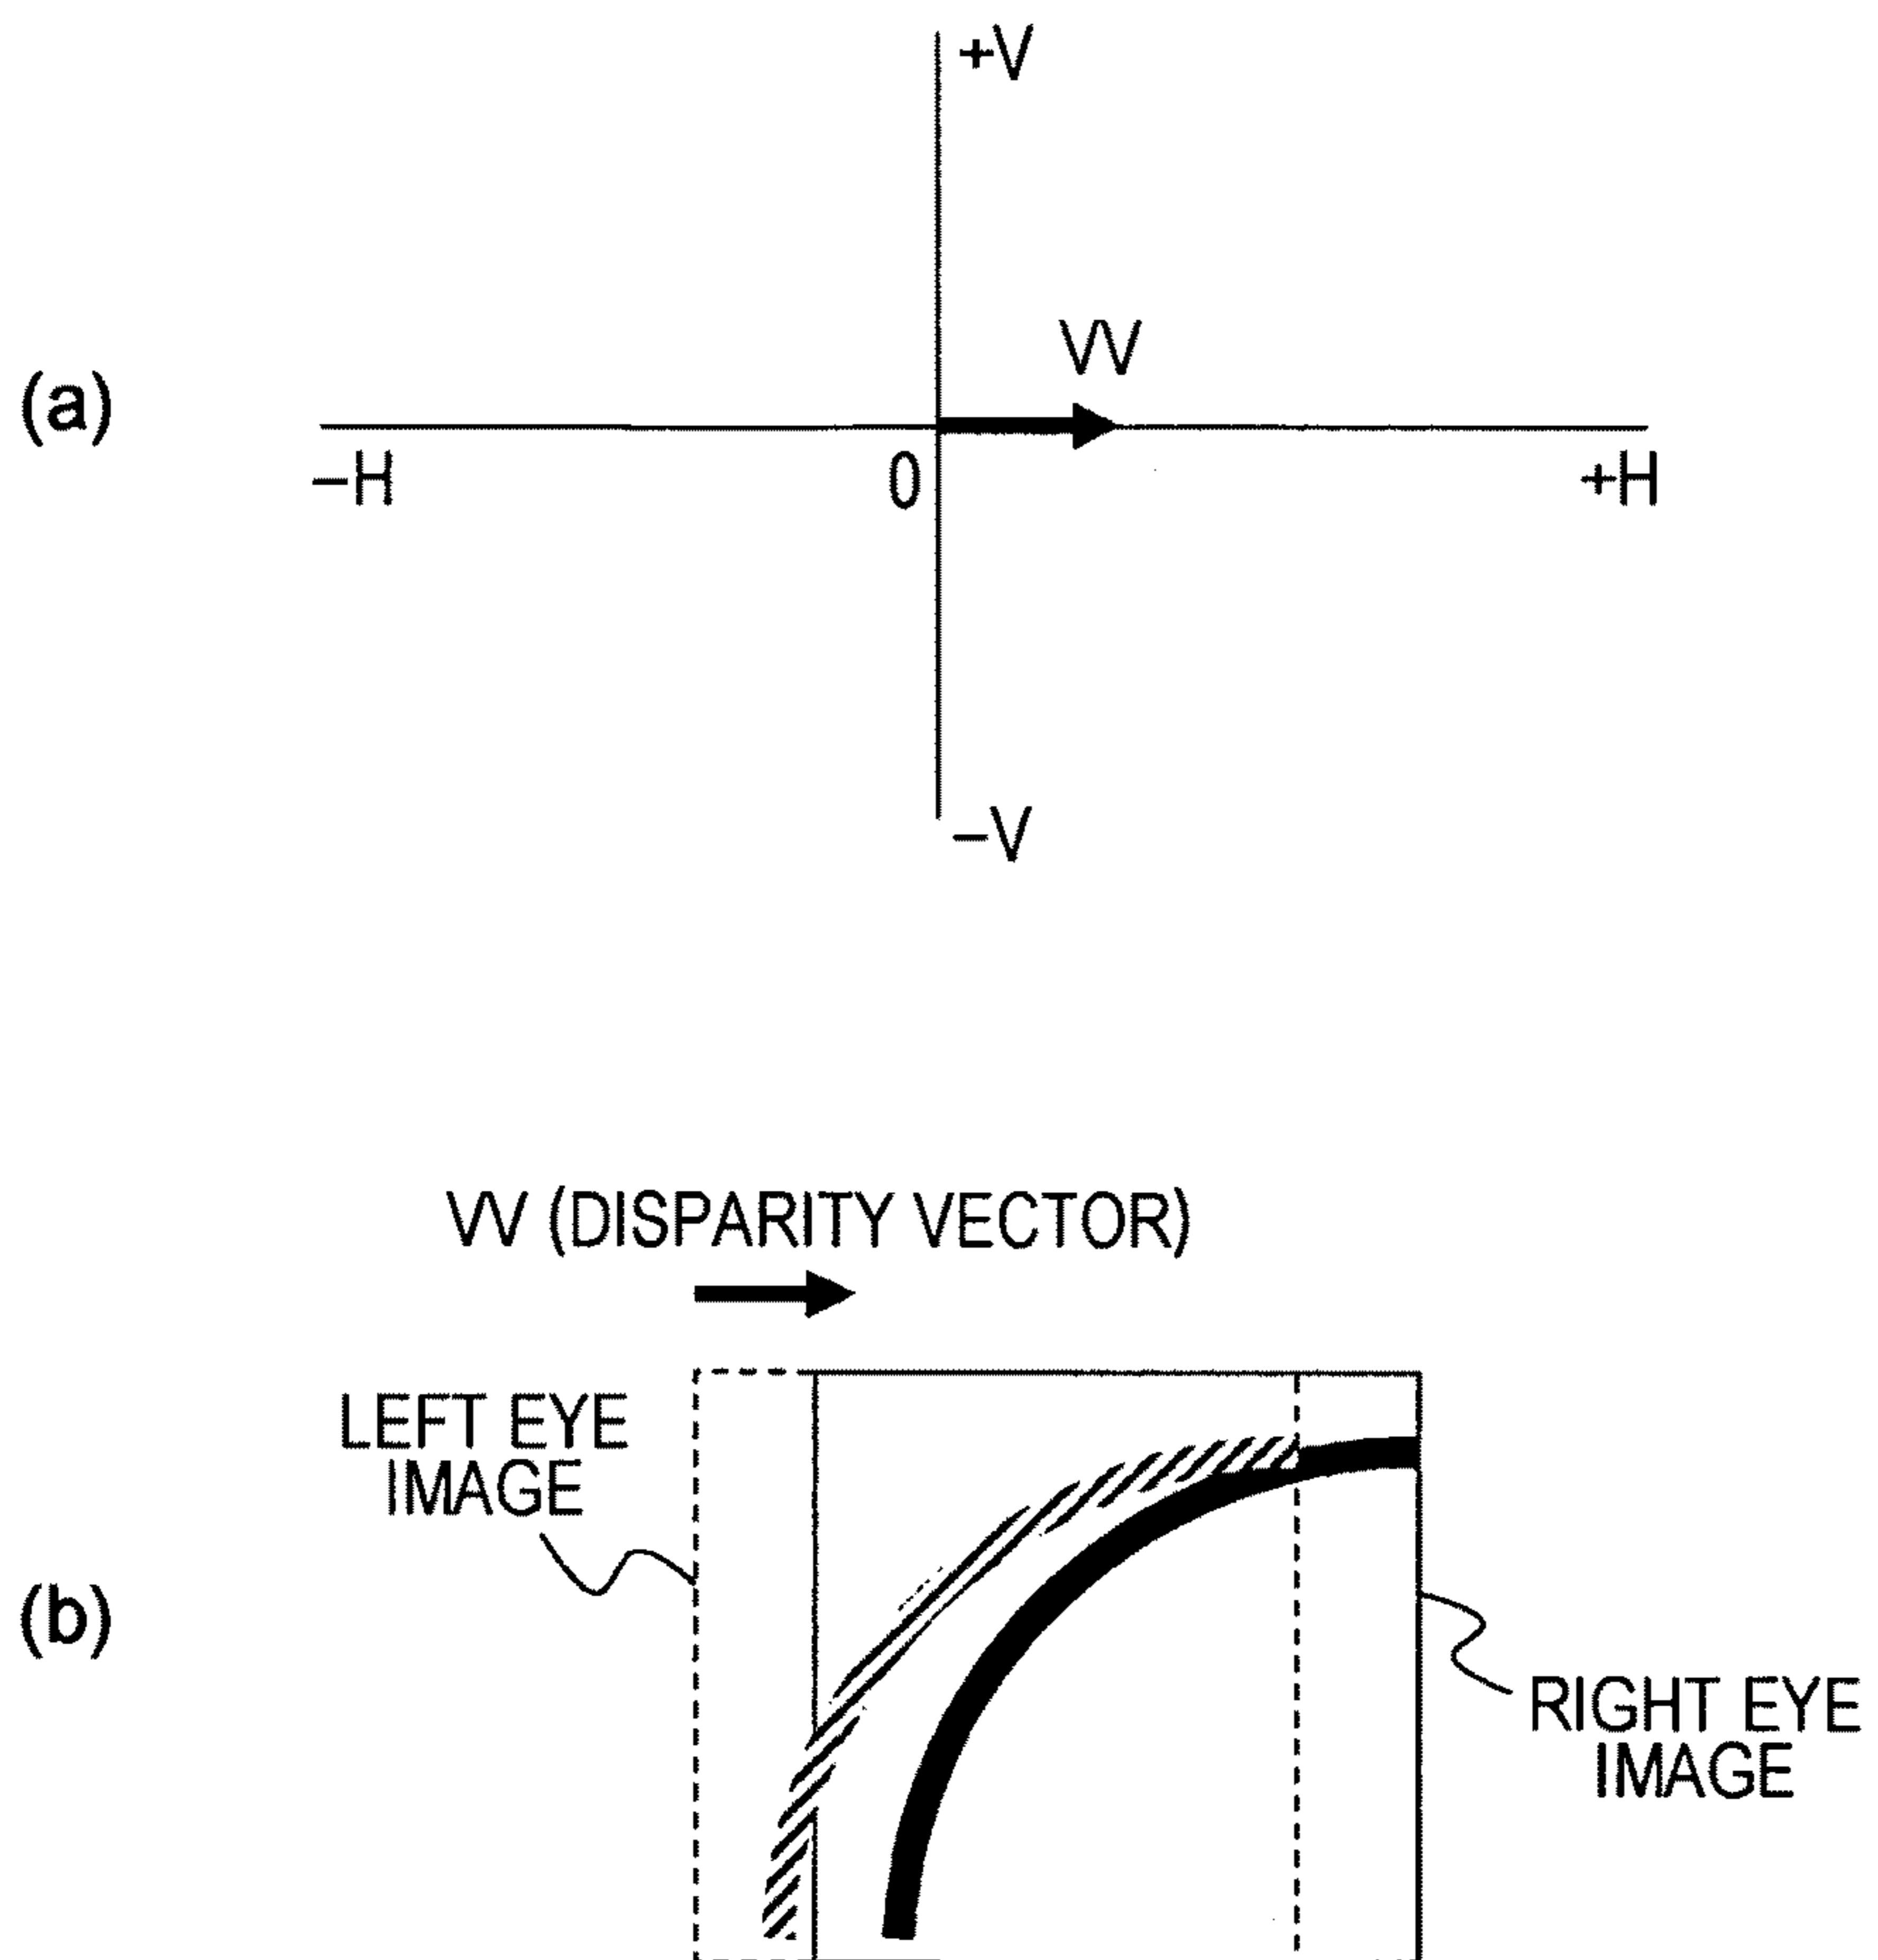 +V
VV
(a)
–H
0
+H
–V
VV (DISPARITY VECTOR)
LEFT EYE
IMAGE
(b)
RIGHT EYE
IMAGE